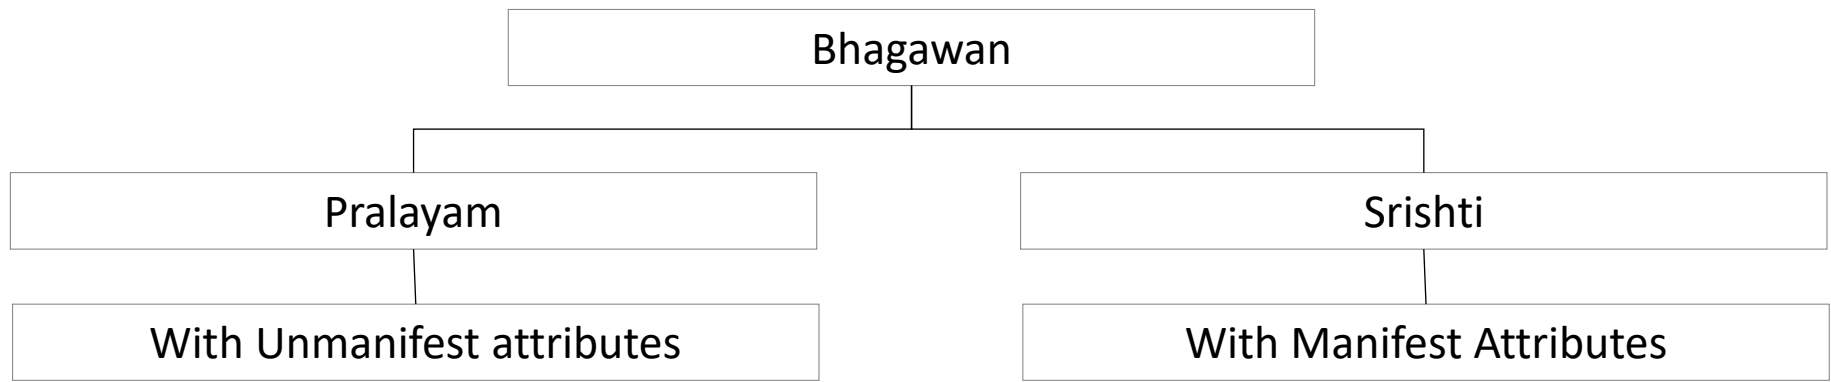 Bhagawan
Pralayam
Srishti
With Unmanifest attributes
With Manifest Attributes